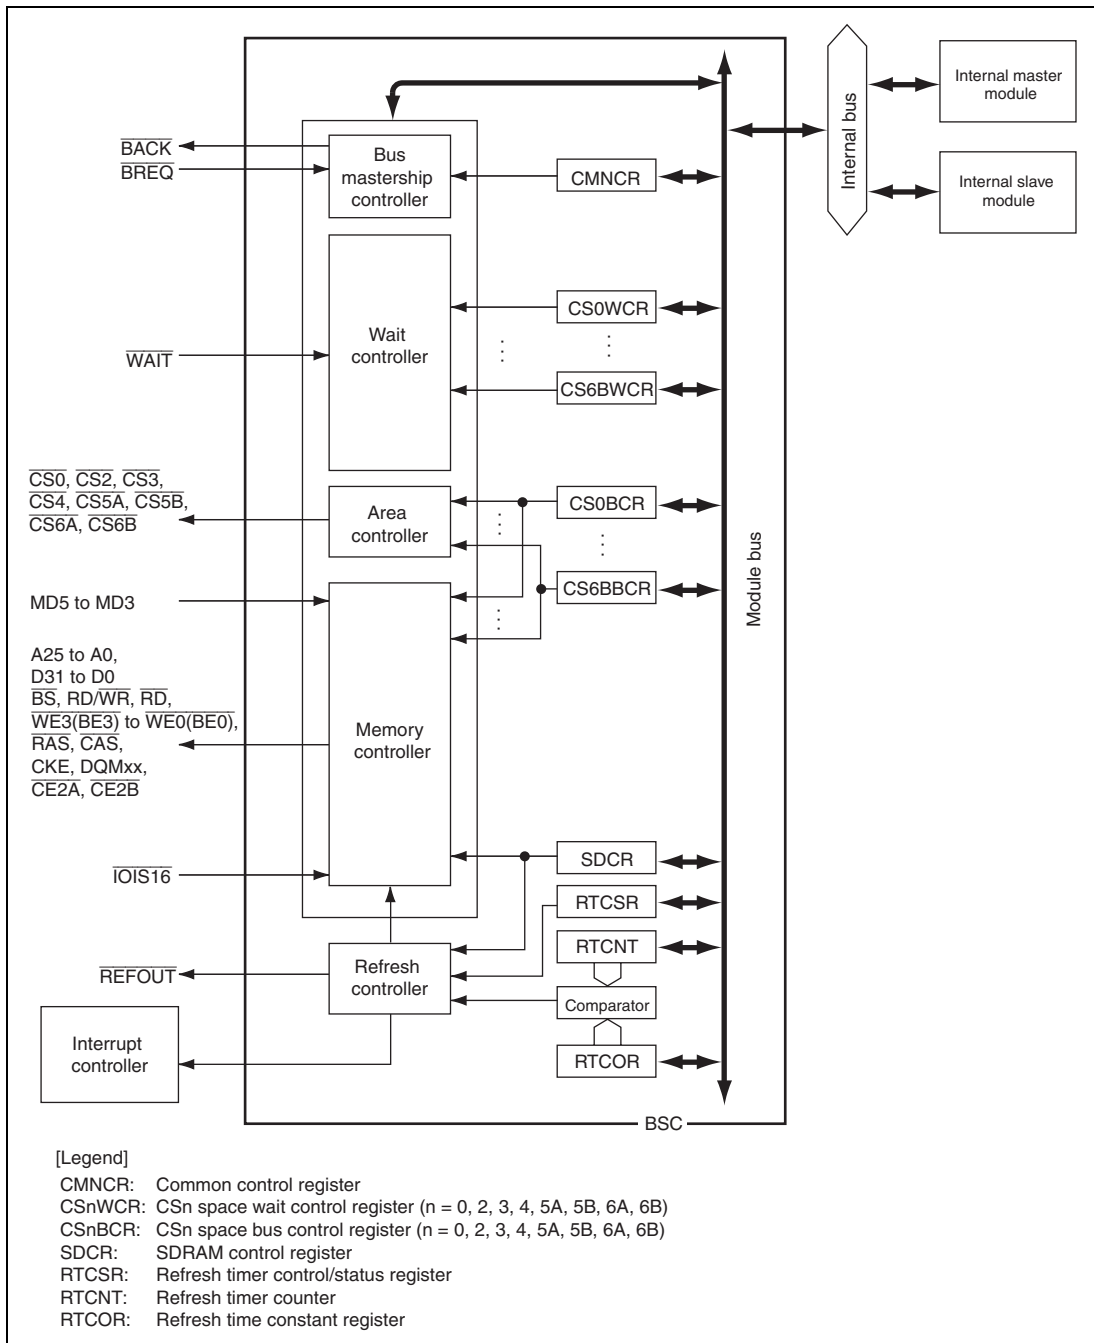 BACK
BREQ
Bus
mastership
controller
CMNCR
Internal bus
Internal master
module
Internal slave
module
WAIT
Wait
controller
CS0WCR
CS6BWCR
CS0, CS2, CS3,
CS4, CS5A, CS5B,
CS6A, CS6B
Area
controller
CS0BCR
CS6BBCR
Module bus
MD5 to MD3
A25 to A0,
D31 to D0
BS, RD/WR, RD,
WE3(BE3) to WE0(BE0),
RAS, CAS,
CKE, DQMxx,
CE2A, CE2B
Memory
controller
IOIS16
SDCR
RTCSR
RTCNT
Comparator
RTCOR
REFOUT
Refresh
controller
Interrupt
controller
BSC
[Legend]
CMNCR: Common control register
CSnWCR: CSn space wait control register (n = 0, 2, 3, 4, 5A, 5B, 6A, 6B)
CSnBCR: CSn space bus control register (n = 0, 2, 3, 4, 5A, 5B, 6A, 6B)
SDCR: SDRAM control register
RTCSR: Refresh timer control/status register
RTCNT: Refresh timer counter
RTCOR: Refresh time constant register